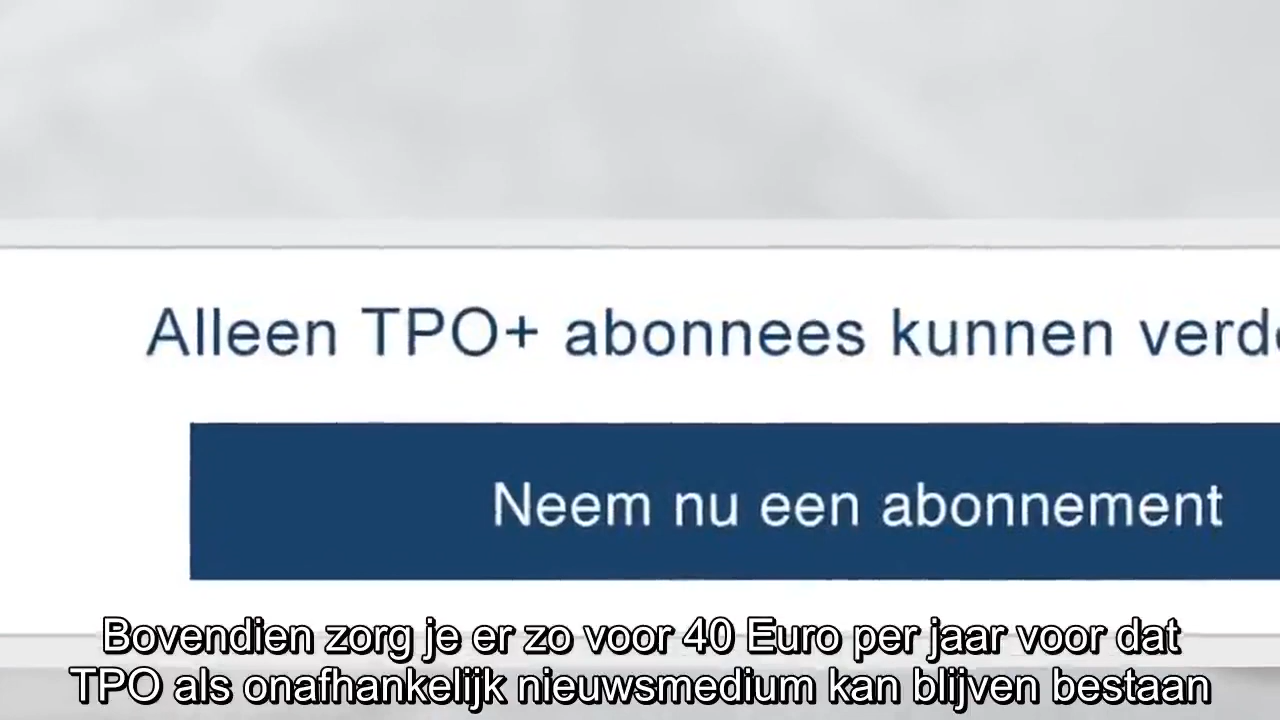 Alleen TPO+ abonnees kunnen
Neem nu een abonnement
Bovendien zorg je er zo voor 40 Euro per jaar voor dat
TPO als onafhankelijk nieuwsmedium kan blijven bestaan